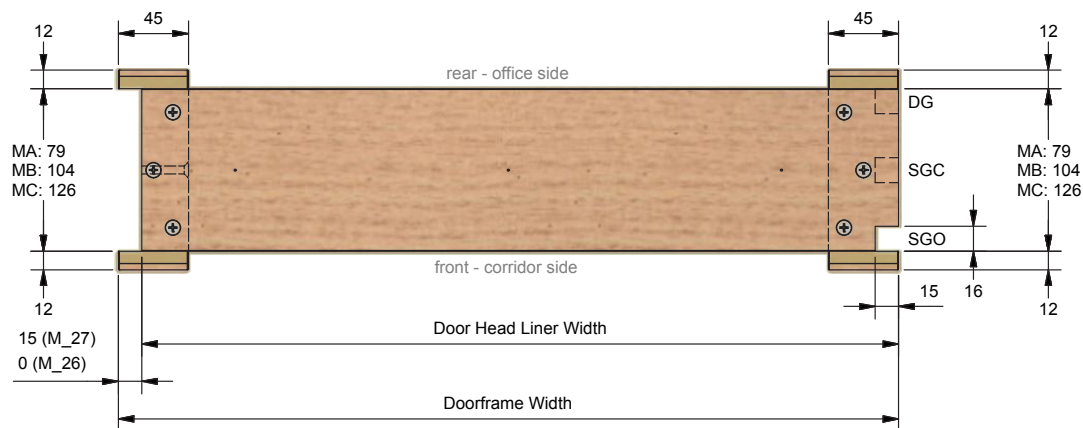 45
45
12
12
rear - office side
DG
MA: 79
MB: 104
MC: 126
SGC
MA: 79
MB: 104
MC: 126
SGO
front - corridor side
12
15
16
12
15 (M_27)
0 (M_26)
Door Head Liner Width
Doorframe Width